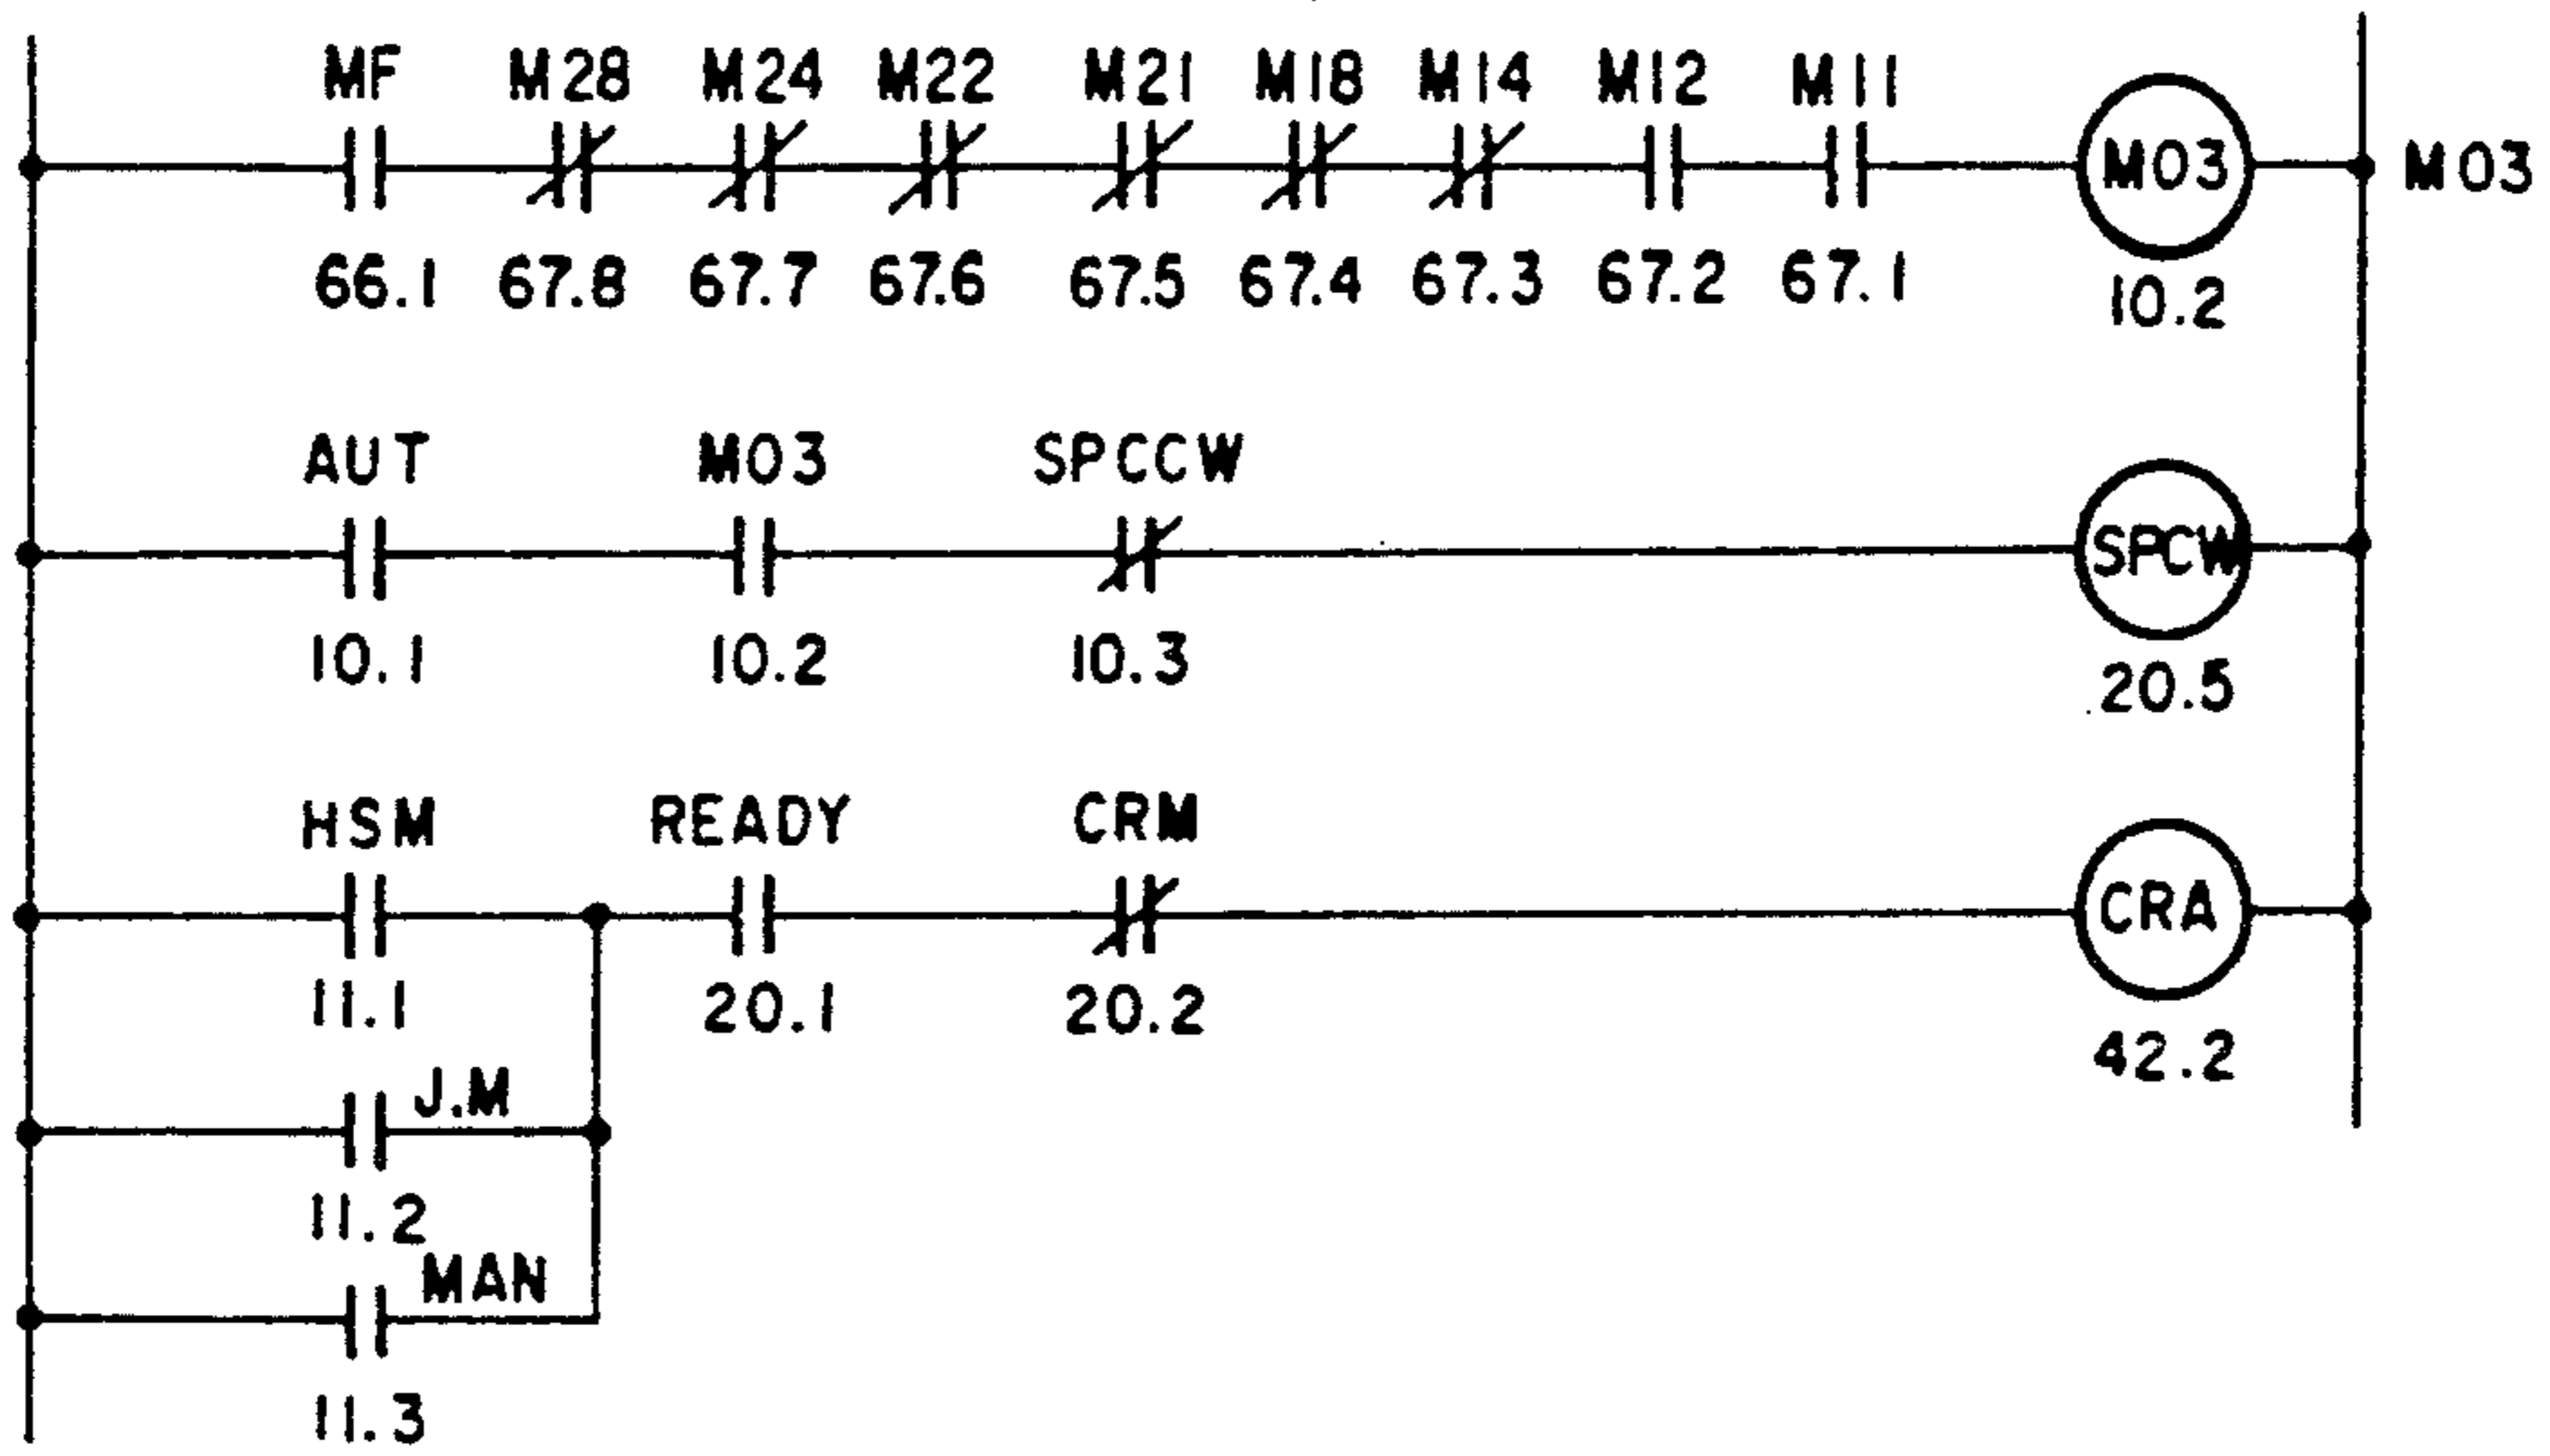 MF M28 M24 M22 M21 M18 M14 M12 M11
M03 M03
66.1 67.8 67.7 67.6 67.5 67.4 67.3 67.2 67.1
10.2
AUT M03 SPCCW
SPCW
10.1 10.2 10.3
20.5
HSM READY CRM
CRA
11.1 20.1 20.2
42.2
J.M
11.2
MAN
11.3